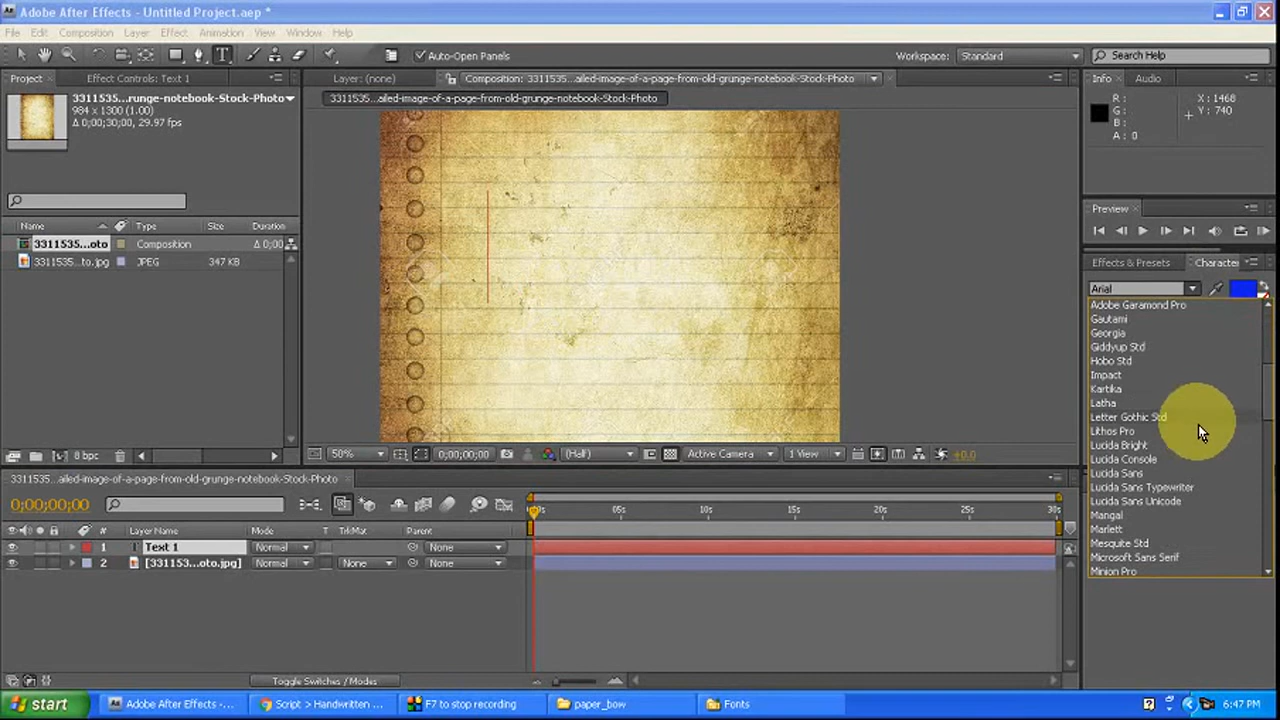 Adobe After Effects - Untitled Project.aep *
File Edit Composition Layer Effect Animation View Window Help
Auto-Open Panels
Workspace: Standard
Search Help
Project
Effect Controls: Text 1
Layer: (none)
Composition: 3311535...ailed-image-of-a-page-from-old-grunge-notebook-Stock-Photo
Info
Audio
3311535...runge-notebook-Stock-Photo
984 x 1300 (1.00)
Δ 0;00;30;00, 29.97 fps
3311535...ailed-image-of-a-page-from-old-grunge-notebook-Stock-Photo
R :
G :
B :
A : 0
X : 1468
Y : 740
Preview
Name Type Size Duration
3311535...oto Composition Δ 0;00
3311535...to.jpg JPEG 347 KB
Effects & Presets
Character
Arial
Adobe Garamond Pro
Gautami
Georgia
Giddyup Std
Hobo Std
Impact
Kartika
Latha
Letter Gothic Std
Lithos Pro
Lucida Bright
Lucida Console
Lucida Sans
Lucida Sans Typewriter
Lucida Sans Unicode
Mangal
Marlett
Mesquite Std
Microsoft Sans Serif
Minion Pro
8 bpc
50% 0;00;00;00 (Half) Active Camera 1 View +0.0
3311535...ailed-image-of-a-page-from-old-grunge-notebook-Stock-Photo
0;00;00;00
05s 10s 15s 20s 25s 30s
# Layer Name Mode T TrkMat Parent
1 T Text 1 Normal None
2 [331153...oto.jpg] Normal None None
Toggle Switches / Modes
start
Adobe After Effects -...
Script > Handwritten ...
F7 to stop recording
paper_bow
Fonts
6:47 PM